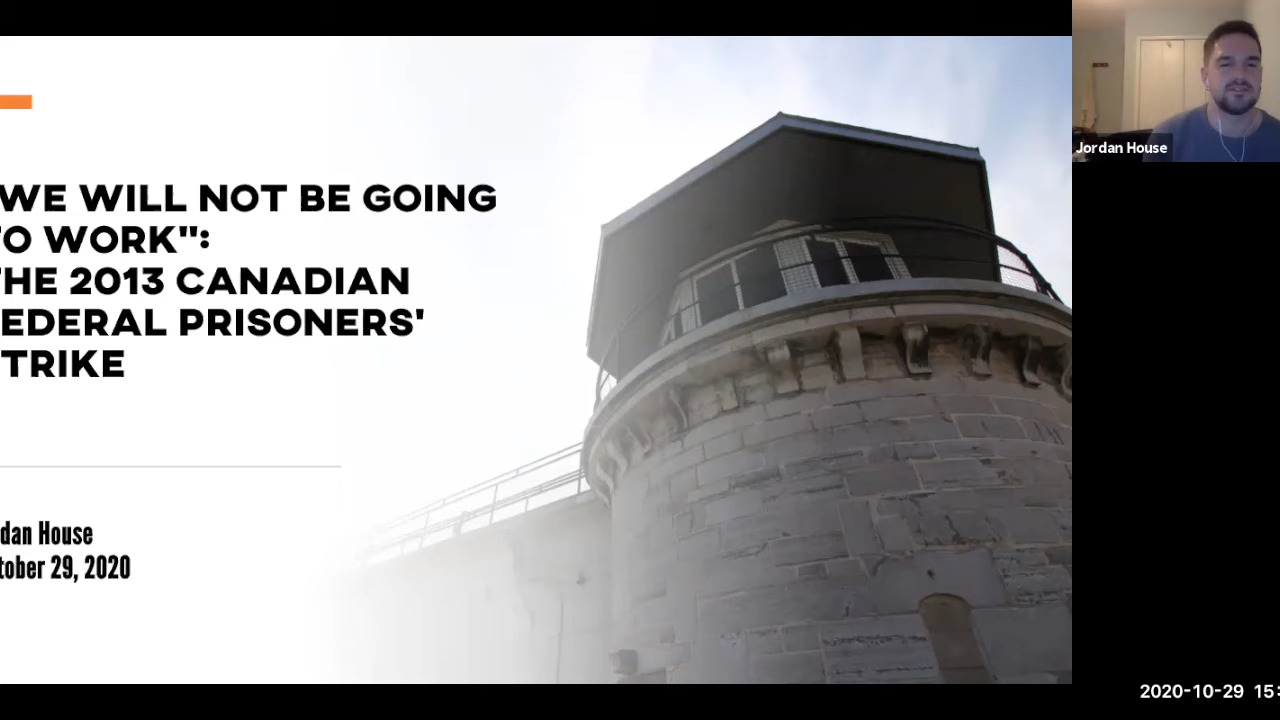 WE WILL NOT BE GOING
O WORK":
HE 2013 CANADIAN
EDERAL PRISONERS'
TRIKE
dan House
tober 29, 2020
Jordan House
2020-10-29 15: